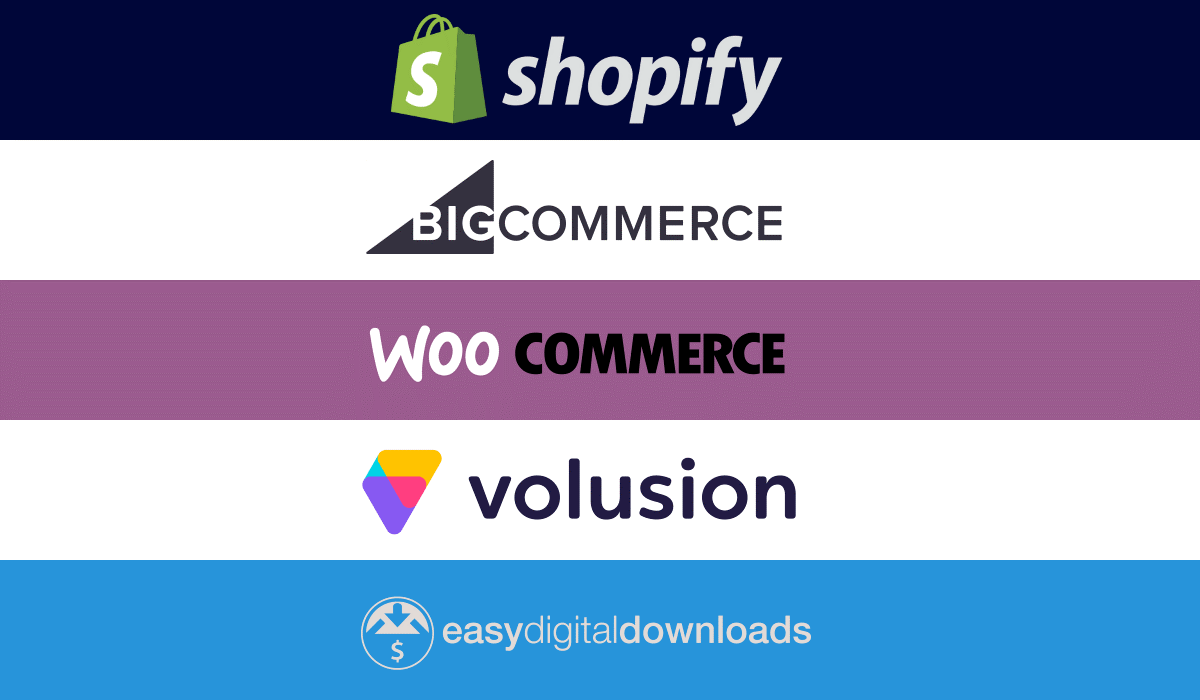 S shopify
BIGCOMMERCE
WOO COMMERCE
volusion
$ easydigitaldownloads